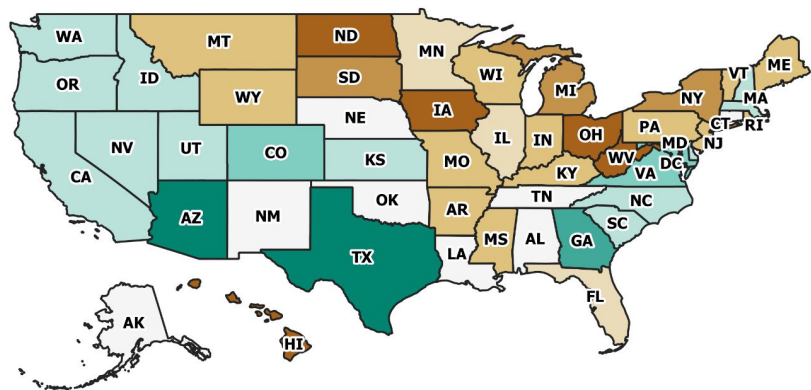 WA
MT
ND
MN
ME
VT
OR
ID
SD
WI
MI
NY
MA
WY
IA
CT
RI
NE
PA
NJ
NV
UT
CO
IL
IN
OH
MD
DC
CA
KS
MO
WV
VA
KY
AZ
NM
OK
TN
NC
AR
SC
TX
LA
MS
AL
GA
FL
AK
HI